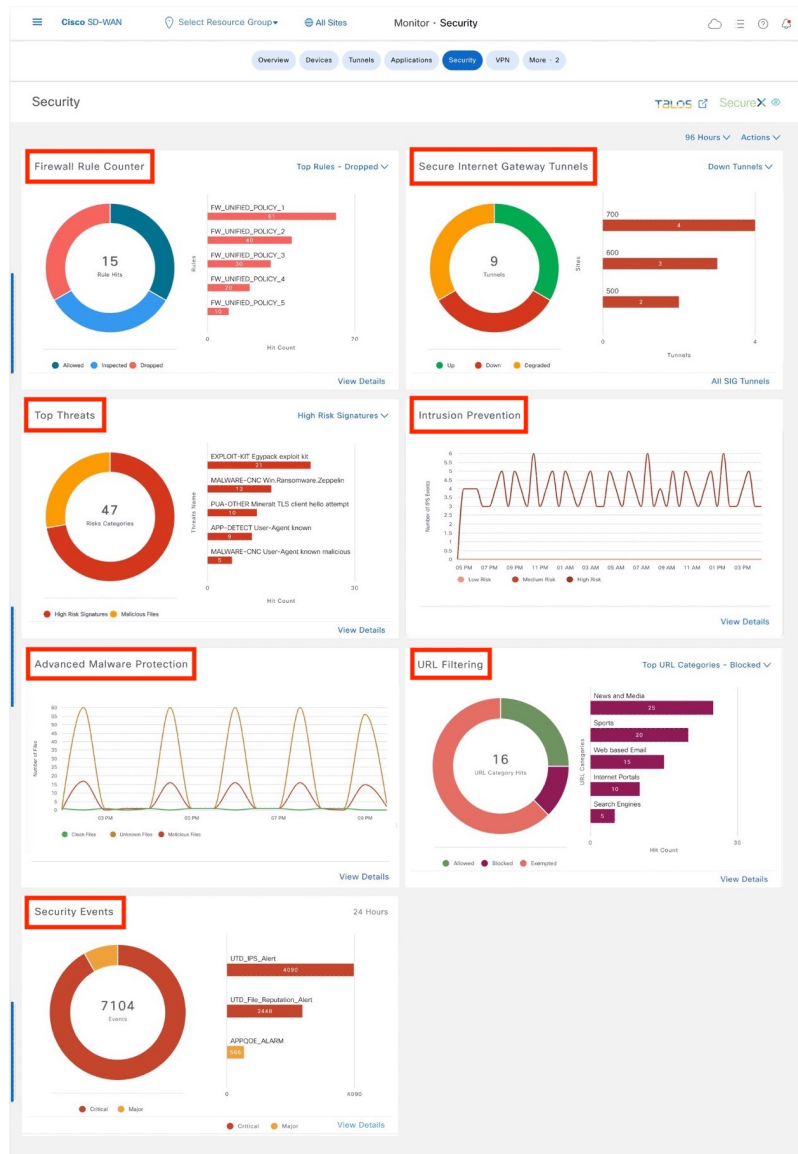 Cisco SD-WAN
Select Resource Group
All Sites
Monitor · Security
Overview
Devices
Tunnels
Applications
Security
VPN
More · 2
Security
TALOS
SecureX
96 Hours
Actions
Firewall Rule Counter
Top Rules - Dropped
15
Rule Hits
Allowed
Inspected
Dropped
Rules
FW_UNIFIED_POLICY_1
61
FW_UNIFIED_POLICY_2
40
FW_UNIFIED_POLICY_3
30
FW_UNIFIED_POLICY_4
20
FW_UNIFIED_POLICY_5
10
0
70
Hit Count
View Details
Secure Internet Gateway Tunnels
Down Tunnels
9
Tunnels
Up
Down
Degraded
Sites
700
4
600
3
500
2
0
4
Tunnels
All SIG Tunnels
Top Threats
High Risk Signatures
47
Risks Categories
High Risk Signatures
Malicious Files
Threats Name
EXPLOIT-KIT Egypack exploit kit
21
MALWARE-CNC Win.Ransomware.Zeppelin
13
PUA-OTHER Mineralt TLS client hello attempt
10
APP-DETECT User-Agent known
9
MALWARE-CNC User-Agent known malicious
5
0
30
Hit Count
View Details
Intrusion Prevention
Number of IPS Events
6
5.5
5
4.5
4
3.5
3
2.5
2
1.5
1
0.5
0
05 PM
07 PM
09 PM
11 PM
01 AM
03 AM
05 AM
07 AM
09 AM
11 AM
01 PM
03 PM
Low Risk
Medium Risk
High Risk
View Details
Advanced Malware Protection
Number of Files
60
55
50
45
40
35
30
25
20
15
10
5
0
03 PM
05 PM
07 PM
09 PM
Clean Files
Unknown Files
Malicious Files
View Details
URL Filtering
Top URL Categories - Blocked
16
URL Category Hits
Allowed
Blocked
Exempted
URL Categories
News and Media
25
Sports
20
Web based Email
15
Internet Portals
10
Search Engines
5
0
30
Hit Count
View Details
Security Events
24 Hours
7104
Events
Critical
Major
UTD_IPS_Alert
4090
UTD_File_Reputation_Alert
2448
APPQOE_ALARM
566
0
4090
Critical
Major
View Details